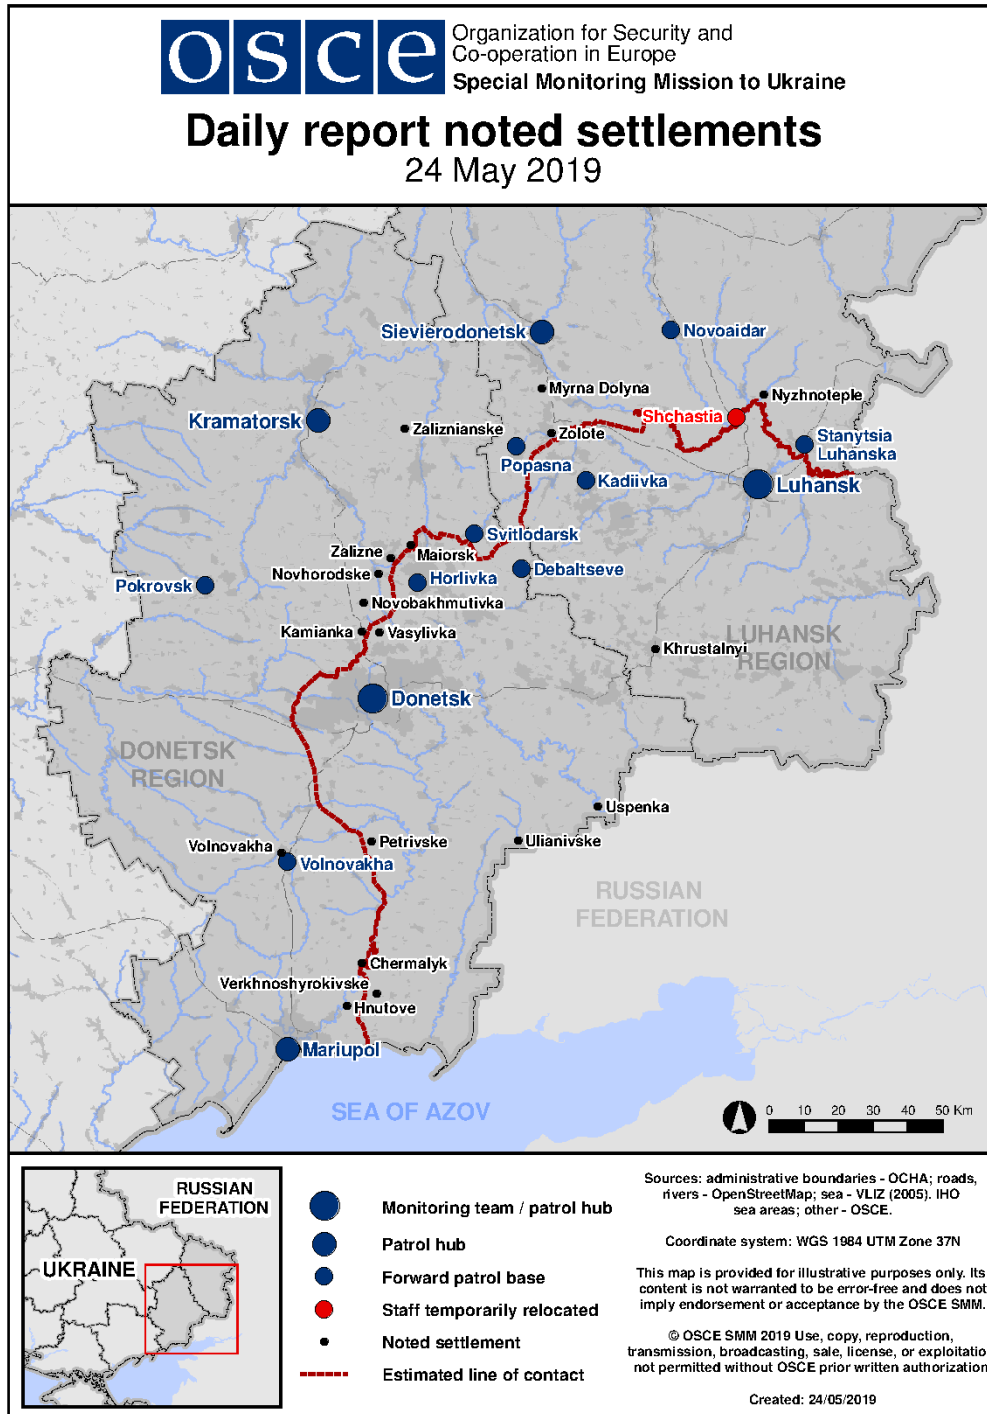 osce
Organization for Security and
Co-operation in Europe
Special Monitoring Mission to Ukraine
Daily report noted settlements
24 May 2019
Sievierodonetsk
Novoaidar
Myrna Dolyna
Nyzhnoteple
Kramatorsk
Shchastia
Zaliznianske
Zolote
Stanytsia
Luhanska
Popasna
Kadiivka
Luhansk
Svitlodarsk
Zalizne
Maiorsk
Debaltseve
Novhorodske
Horlivka
Pokrovsk
Novobakhmutivka
Kamianka
Vasylivka
LUHANSK
REGION
Khrustalnyi
Donetsk
DONETSK
REGION
Uspenka
Petrivske
Ulianivske
Volnovakha
Volnovakha
RUSSIAN
FEDERATION
Chermalyk
Verkhnoshyrokivske
Hnutove
Mariupol
SEA OF AZOV
0 10 20 30 40 50 Km
RUSSIAN
FEDERATION
UKRAINE
Monitoring team / patrol hub
Patrol hub
Forward patrol base
Staff temporarily relocated
Noted settlement
Estimated line of contact
Sources: administrative boundaries - OCHA; roads,
rivers - OpenStreetMap; sea - VLIZ (2005). IHO
sea areas; other - OSCE.
Coordinate system: WGS 1984 UTM Zone 37N
This map is provided for illustrative purposes only. Its
content is not warranted to be error-free and does not
imply endorsement or acceptance by the OSCE SMM.
© OSCE SMM 2019 Use, copy, reproduction,
transmission, broadcasting, sale, license, or exploitatio
not permitted without OSCE prior written authorization
Created: 24/05/2019